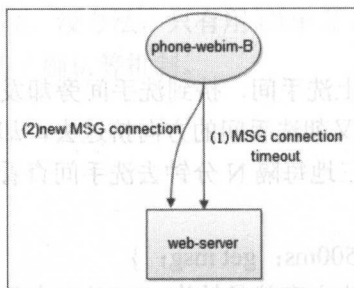 phone-webim-B
(2)new MSG connection
(1) MSG connection
timeout
web-server